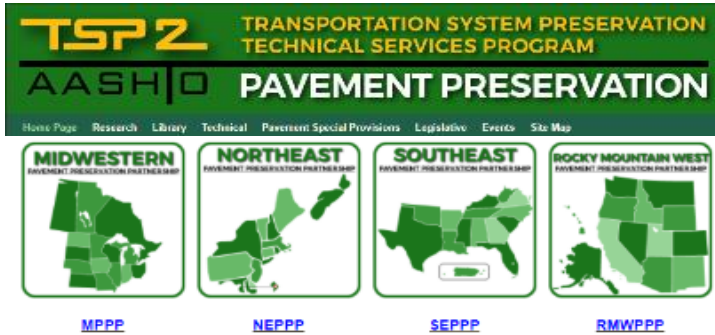 TSP2
TRANSPORTATION SYSTEM PRESERVATION
TECHNICAL SERVICES PROGRAM
AASHTO
PAVEMENT PRESERVATION
Home Page Research Library Technical Pavement Special Provisions Legislative Events Site Map
MIDWESTERN
PAVEMENT PRESERVATION PARTNERSHIP
NORTHEAST
PAVEMENT PRESERVATION PARTNERSHIP
SOUTHEAST
PAVEMENT PRESERVATION PARTNERSHIP
ROCKY MOUNTAIN WEST
PAVEMENT PRESERVATION PARTNERSHIP
MPPP NEPPP SEPPP RMWPPP